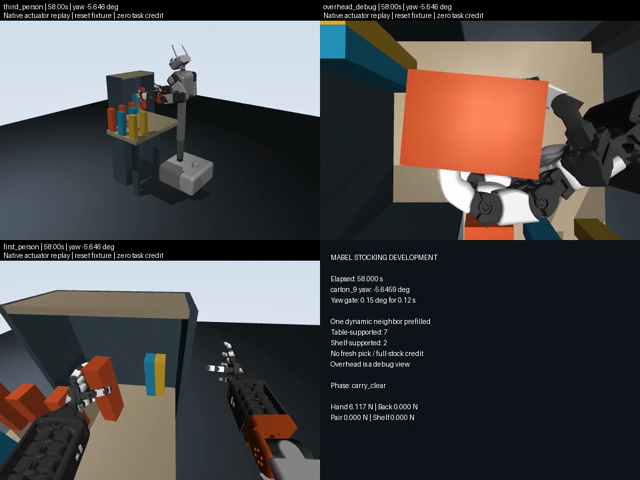 third_person | 58.00s | yaw -5.646 deg
Native actuator replay | reset fixture | zero task credit
overhead_debug | 58.00s | yaw -5.646 deg
Native actuator replay | reset fixture | zero task credit
first_person | 58.00s | yaw -5.646 deg
Native actuator replay | reset fixture | zero task credit
MABEL STOCKING DEVELOPMENT
Elapsed: 58.000 s
carton_9 yaw: -5.6459 deg
Yaw gate: 0.15 deg for 0.12 s
One dynamic neighbor prefilled
Table-supported: 7
Shelf-supported: 2
No fresh pick / full-stock credit
Overhead is a debug view
Phase: carry_clear
Hand 6.117 N | Back 0.000 N
Pair 0.000 N | Shelf 0.000 N